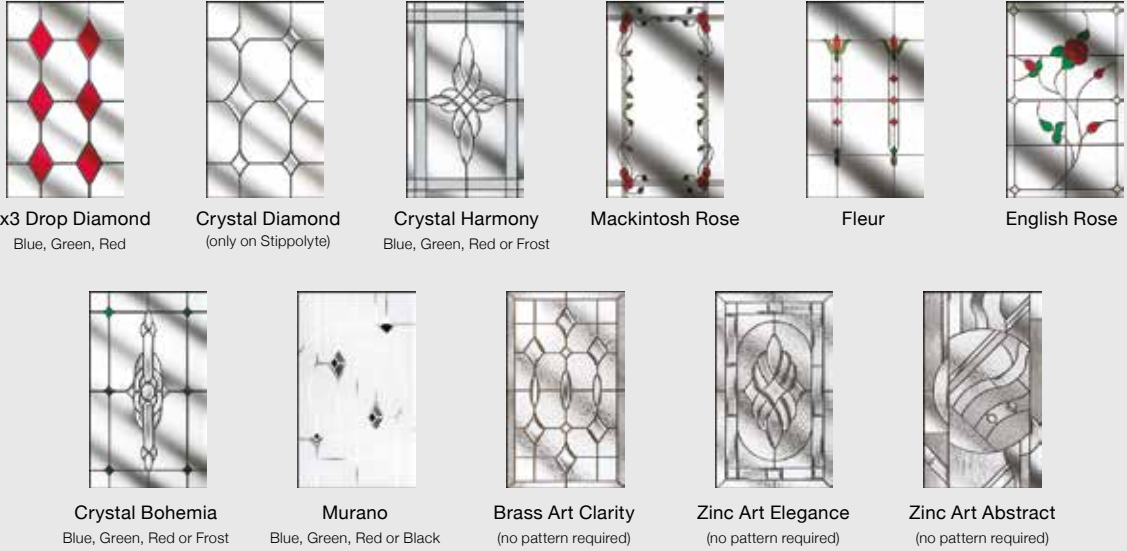 x3 Drop Diamond
Blue, Green, Red
Crystal Diamond
(only on Stippolyte)
Crystal Harmony
Blue, Green, Red or Frost
Mackintosh Rose
Fleur
English Rose
Crystal Bohemia
Blue, Green, Red or Frost
Murano
Blue, Green, Red or Black
Brass Art Clarity
(no pattern required)
Zinc Art Elegance
(no pattern required)
Zinc Art Abstract
(no pattern required)